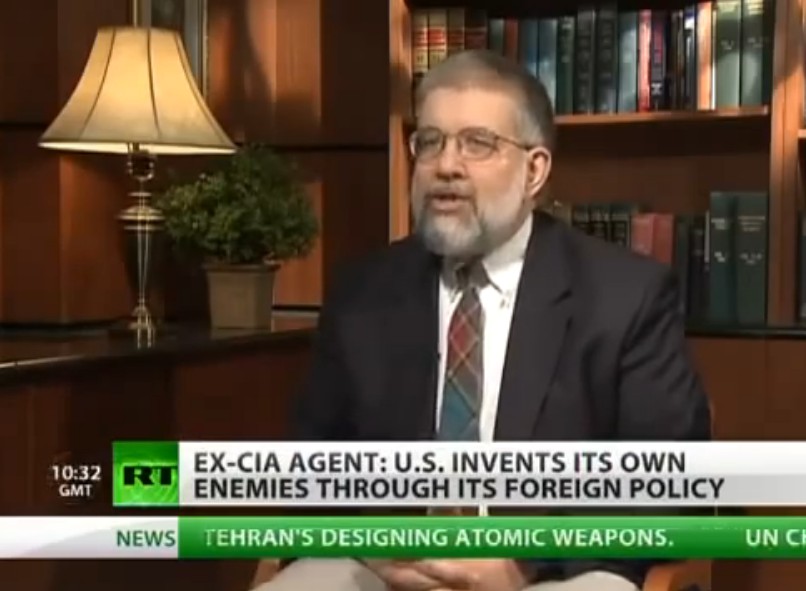 10:32
GMT
RT
EX-CIA AGENT: U.S. INVENTS ITS OWN
ENEMIES THROUGH ITS FOREIGN POLICY
NEWS TEHRAN'S DESIGNING ATOMIC WEAPONS. UN